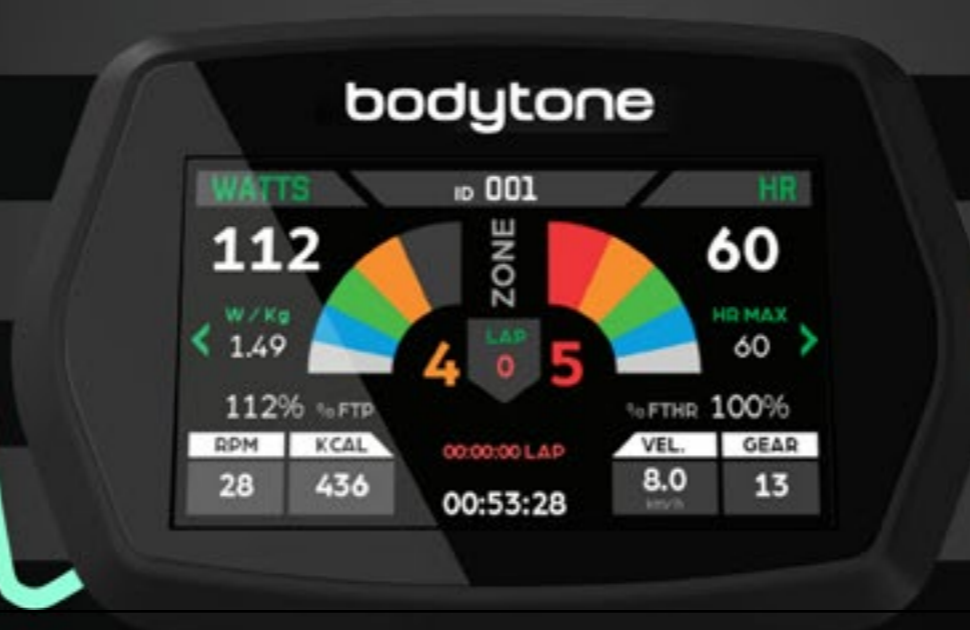 bodytone
WATTS
ID 001
HR
112
ZONE
60
W/Kg
1.49
4
LAP
0
5
HR MAX
60
112% %FTP
%FTHR 100%
RPM
KCAL
00:00:00 LAP
VEL.
GEAR
28
436
00:53:28
8.0
km/h
13